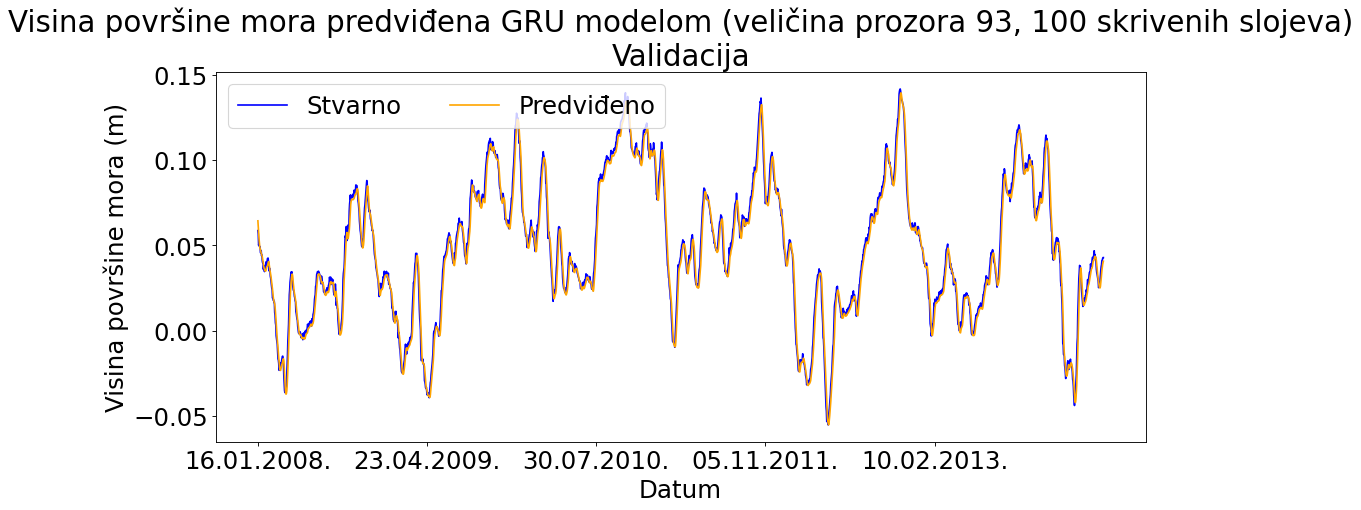 Visina površine mora predviđena GRU modelom (veličina prozora 93, 100 skrivenih slojeva)
Validacija
Stvarno
Predviđeno
0.15
0.10
0.05
0.00
−0.05
Visina površine mora (m)
16.01.2008.
23.04.2009.
30.07.2010.
05.11.2011.
10.02.2013.
Datum